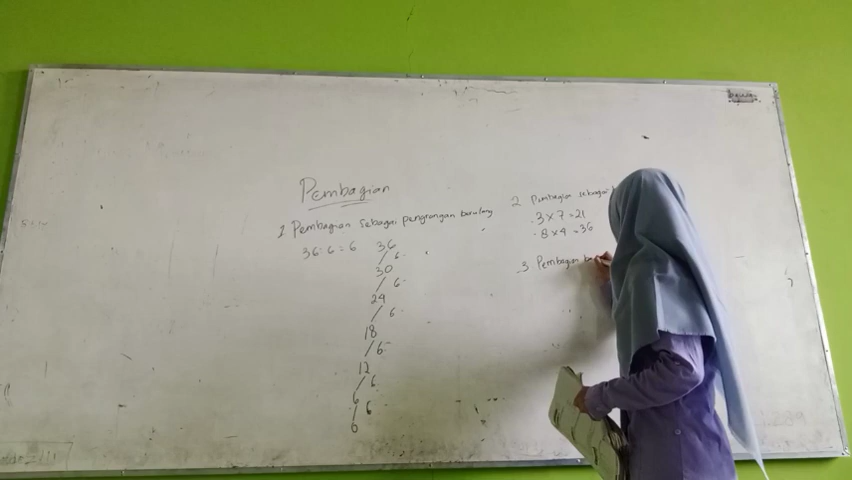 Pembagian
1 Pembagian sebagai pengrangan berulang
36:6=6
36
6-
30
6-
24
6
18
6-
12
6
6
6
0
2 Pembagian sebagai
.3 x 7 = 21
.8 x 4 = 36
.3 Pembagian